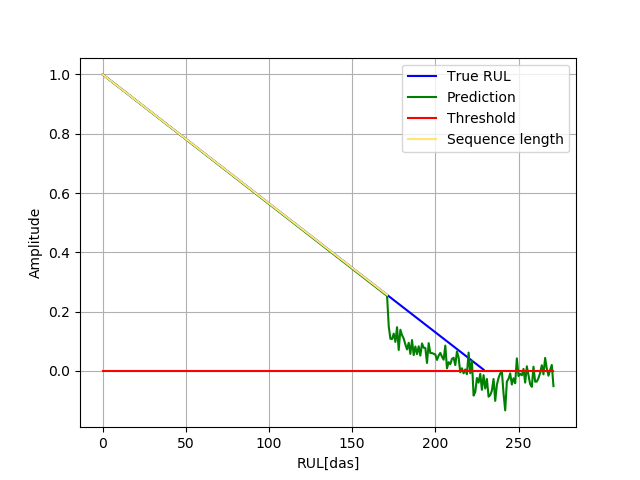 True RUL
Prediction
Threshold
Sequence length
1.0
0.8
0.6
0.4
0.2
0.0
Amplitude
0 50 100 150 200 250
RUL[das]